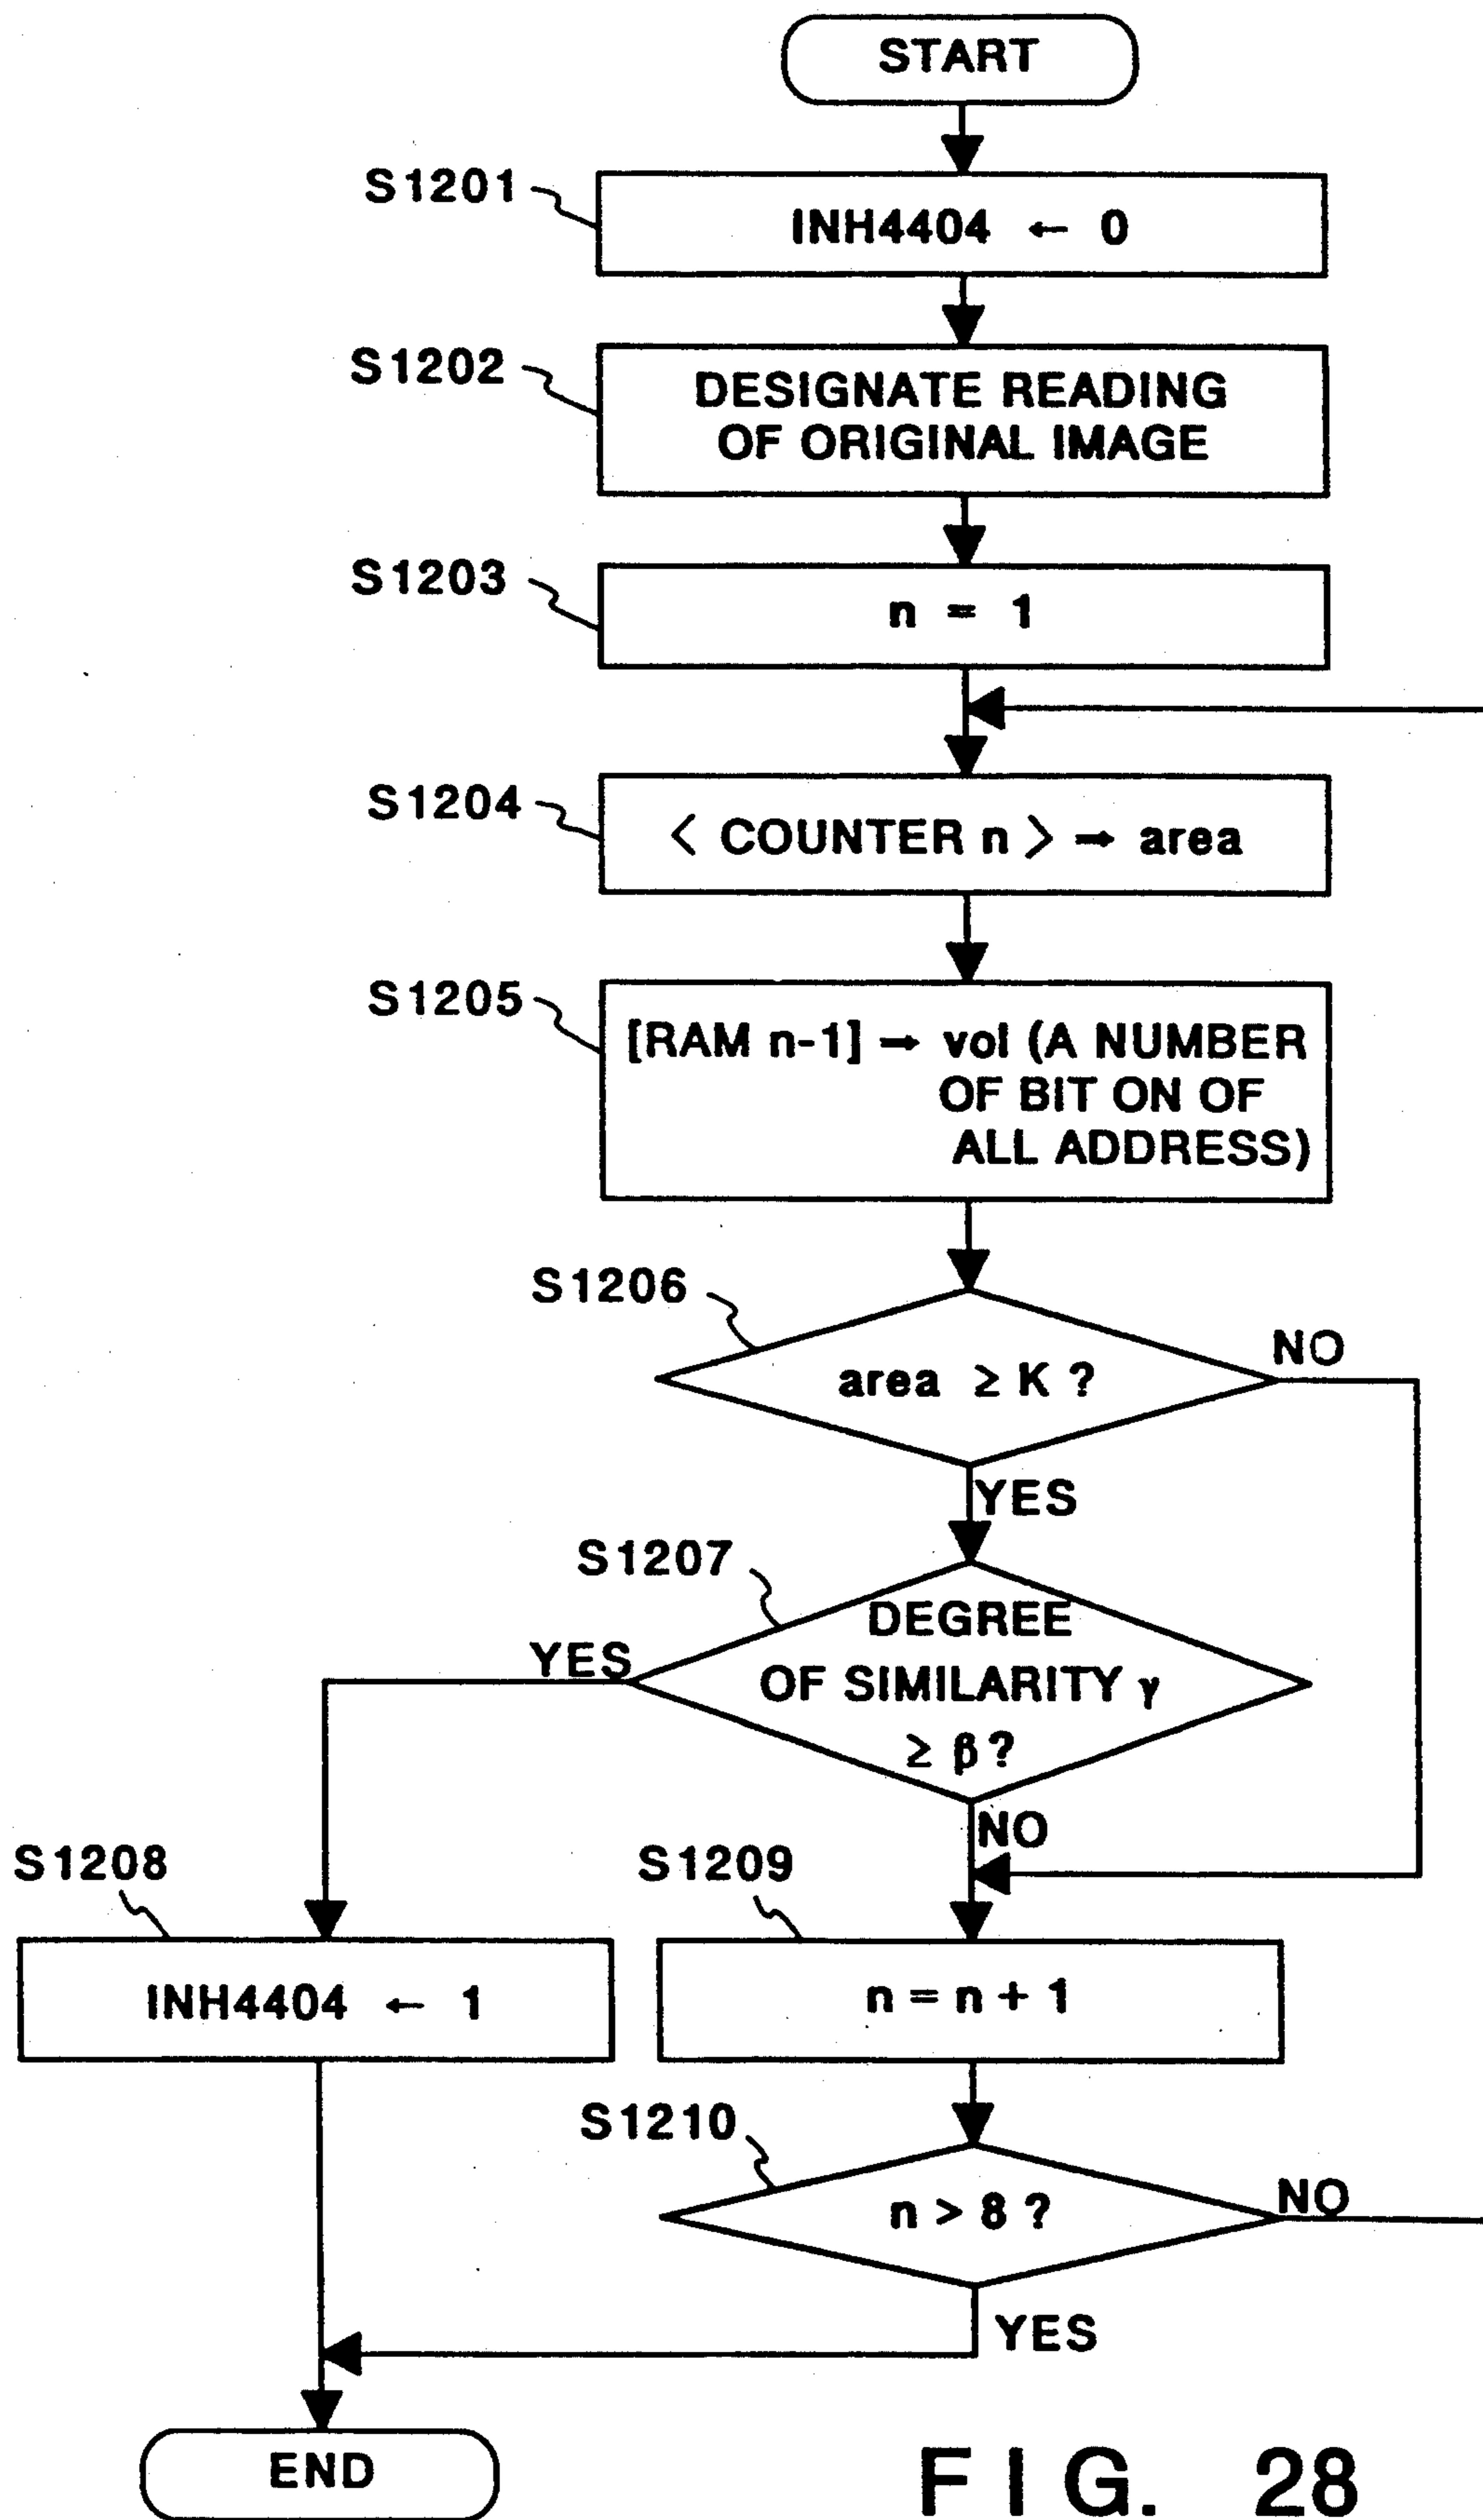 START
S1201
INH4404 ← 0
S1202
DESIGNATE READING
OF ORIGINAL IMAGE
S1203
n = 1
S1204
< COUNTER n > → area
S1205
[RAM n-1] → vol (A NUMBER
OF BIT ON OF
ALL ADDRESS)
S1206
area ≥ K ?
NO
YES
S1207
DEGREE
OF SIMILARITY γ
≥ β ?
YES
NO
S1208
INH4404 ← 1
S1209
n = n + 1
S1210
n > 8 ?
NO
YES
END
FIG. 28